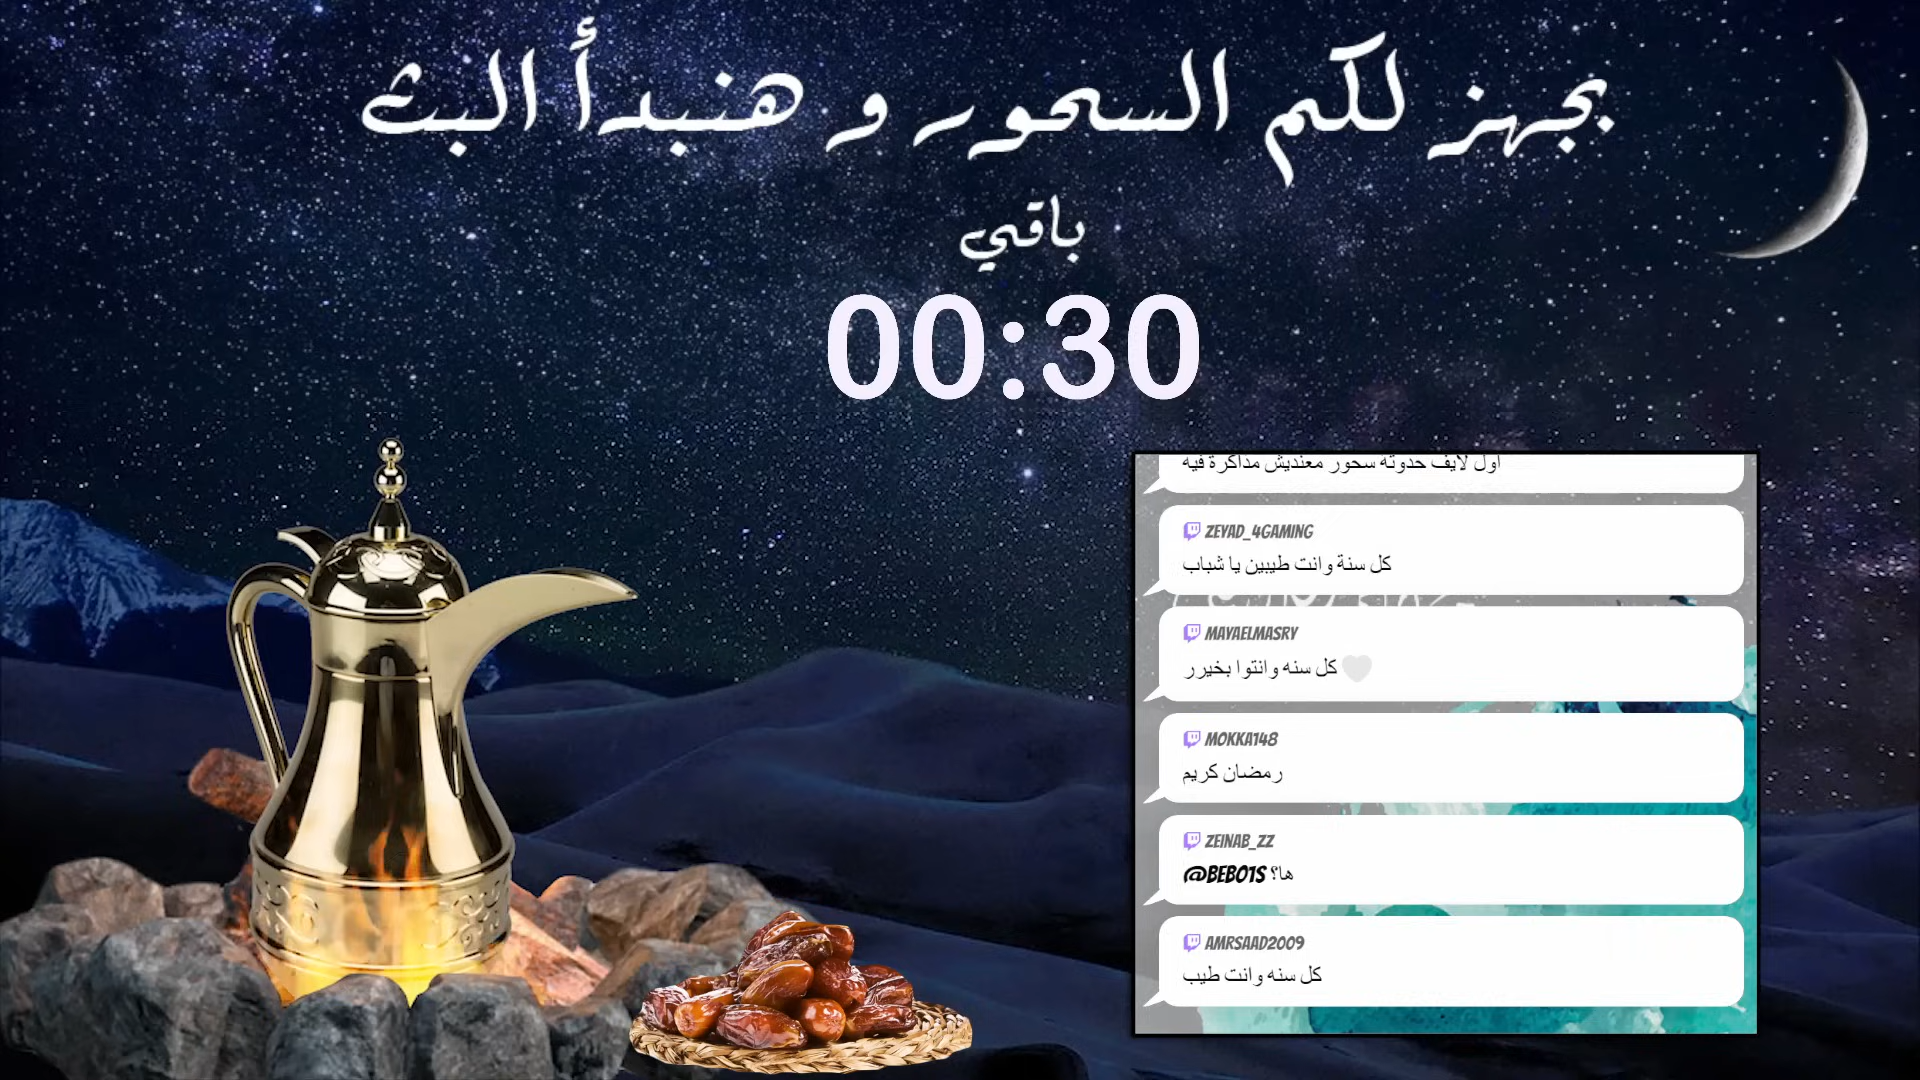 بجهز لكم السحور و هنبدأ البث
باقي
00:30
اول لايف حدوته سحور معنديش مذاكرة فيه
ZEYAD_4GAMING
كل سنة وانت طيبين يا شباب
MAYAELMASRY
كل سنه وانتوا بخيرر 🤍
MOKKA148
رمضان كريم
ZEINAB_ZZ
@BEBO1S ها؟
AMRSAAD2009
كل سنه وانت طيب